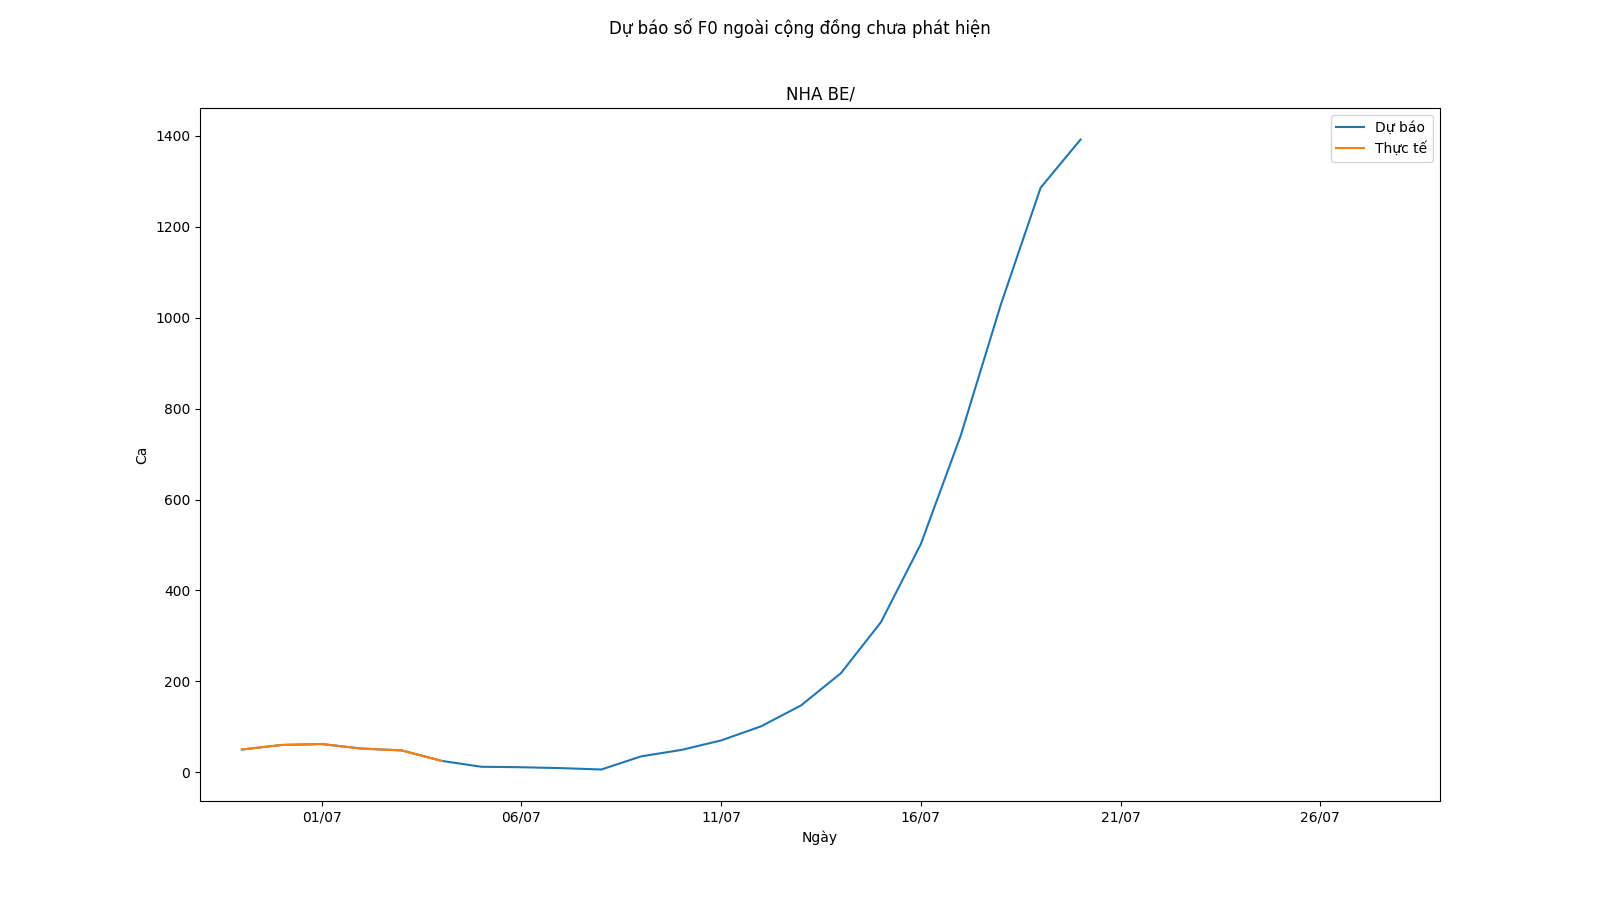 Dự báo số F0 ngoài cộng đồng chưa phát hiện
NHA BE/
Dự báo
Thực tế
1400
1200
1000
800
600
400
200
0
Ca
01/07
06/07
11/07
16/07
21/07
26/07
Ngày